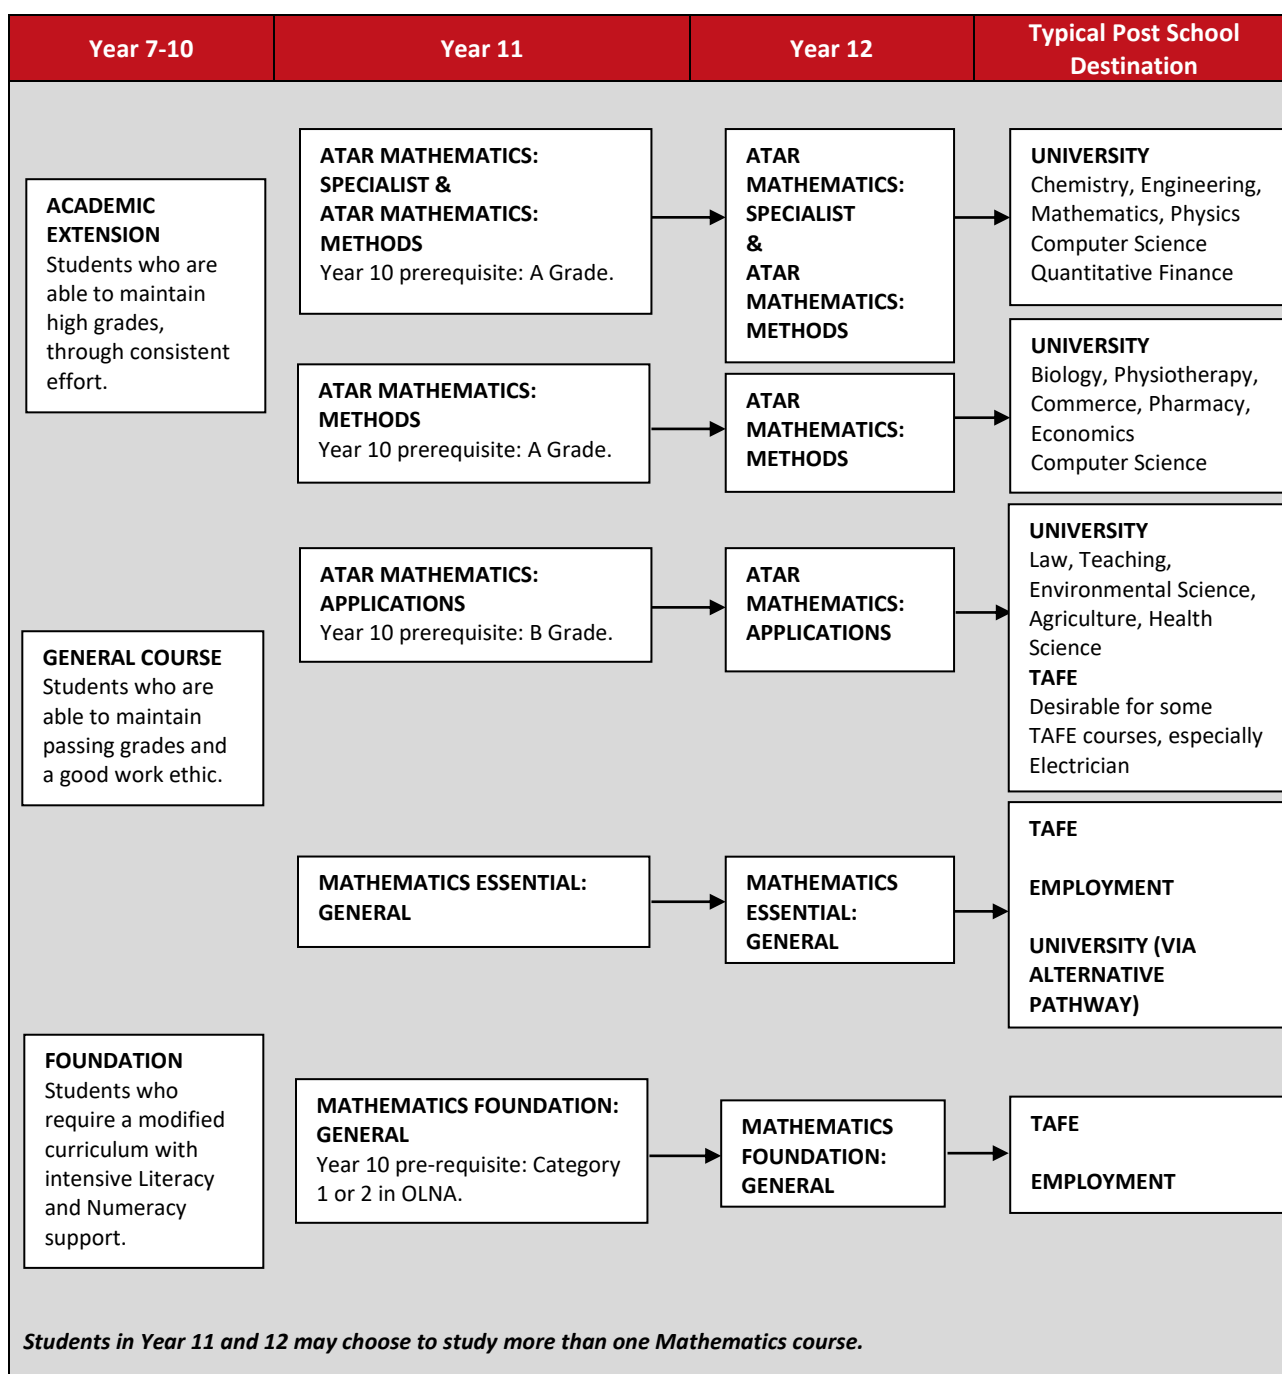 Year 7-10
Year 11
Year 12
Typical Post School
Destination
ACADEMIC
EXTENSION
Students who are
able to maintain
high grades,
through consistent
effort.
ATAR MATHEMATICS:
SPECIALIST &
ATAR MATHEMATICS:
METHODS
Year 10 prerequisite: A Grade.
ATAR
MATHEMATICS:
SPECIALIST
&
ATAR
MATHEMATICS:
METHODS
UNIVERSITY
Chemistry, Engineering,
Mathematics, Physics
Computer Science
Quantitative Finance
ATAR MATHEMATICS:
METHODS
Year 10 prerequisite: A Grade.
ATAR
MATHEMATICS:
METHODS
UNIVERSITY
Biology, Physiotherapy,
Commerce, Pharmacy,
Economics
Computer Science
GENERAL COURSE
Students who are
able to maintain
passing grades and
a good work ethic.
ATAR MATHEMATICS:
APPLICATIONS
Year 10 prerequisite: B Grade.
ATAR
MATHEMATICS:
APPLICATIONS
UNIVERSITY
Law, Teaching,
Environmental Science,
Agriculture, Health
Science
TAFE
Desirable for some
TAFE courses, especially
Electrician
MATHEMATICS ESSENTIAL:
GENERAL
MATHEMATICS
ESSENTIAL:
GENERAL
TAFE
EMPLOYMENT
UNIVERSITY (VIA
ALTERNATIVE
PATHWAY)
FOUNDATION
Students who
require a modified
curriculum with
intensive Literacy
and Numeracy
support.
MATHEMATICS FOUNDATION:
GENERAL
Year 10 pre-requisite: Category
1 or 2 in OLNA.
MATHEMATICS
FOUNDATION:
GENERAL
TAFE
EMPLOYMENT
Students in Year 11 and 12 may choose to study more than one Mathematics course.